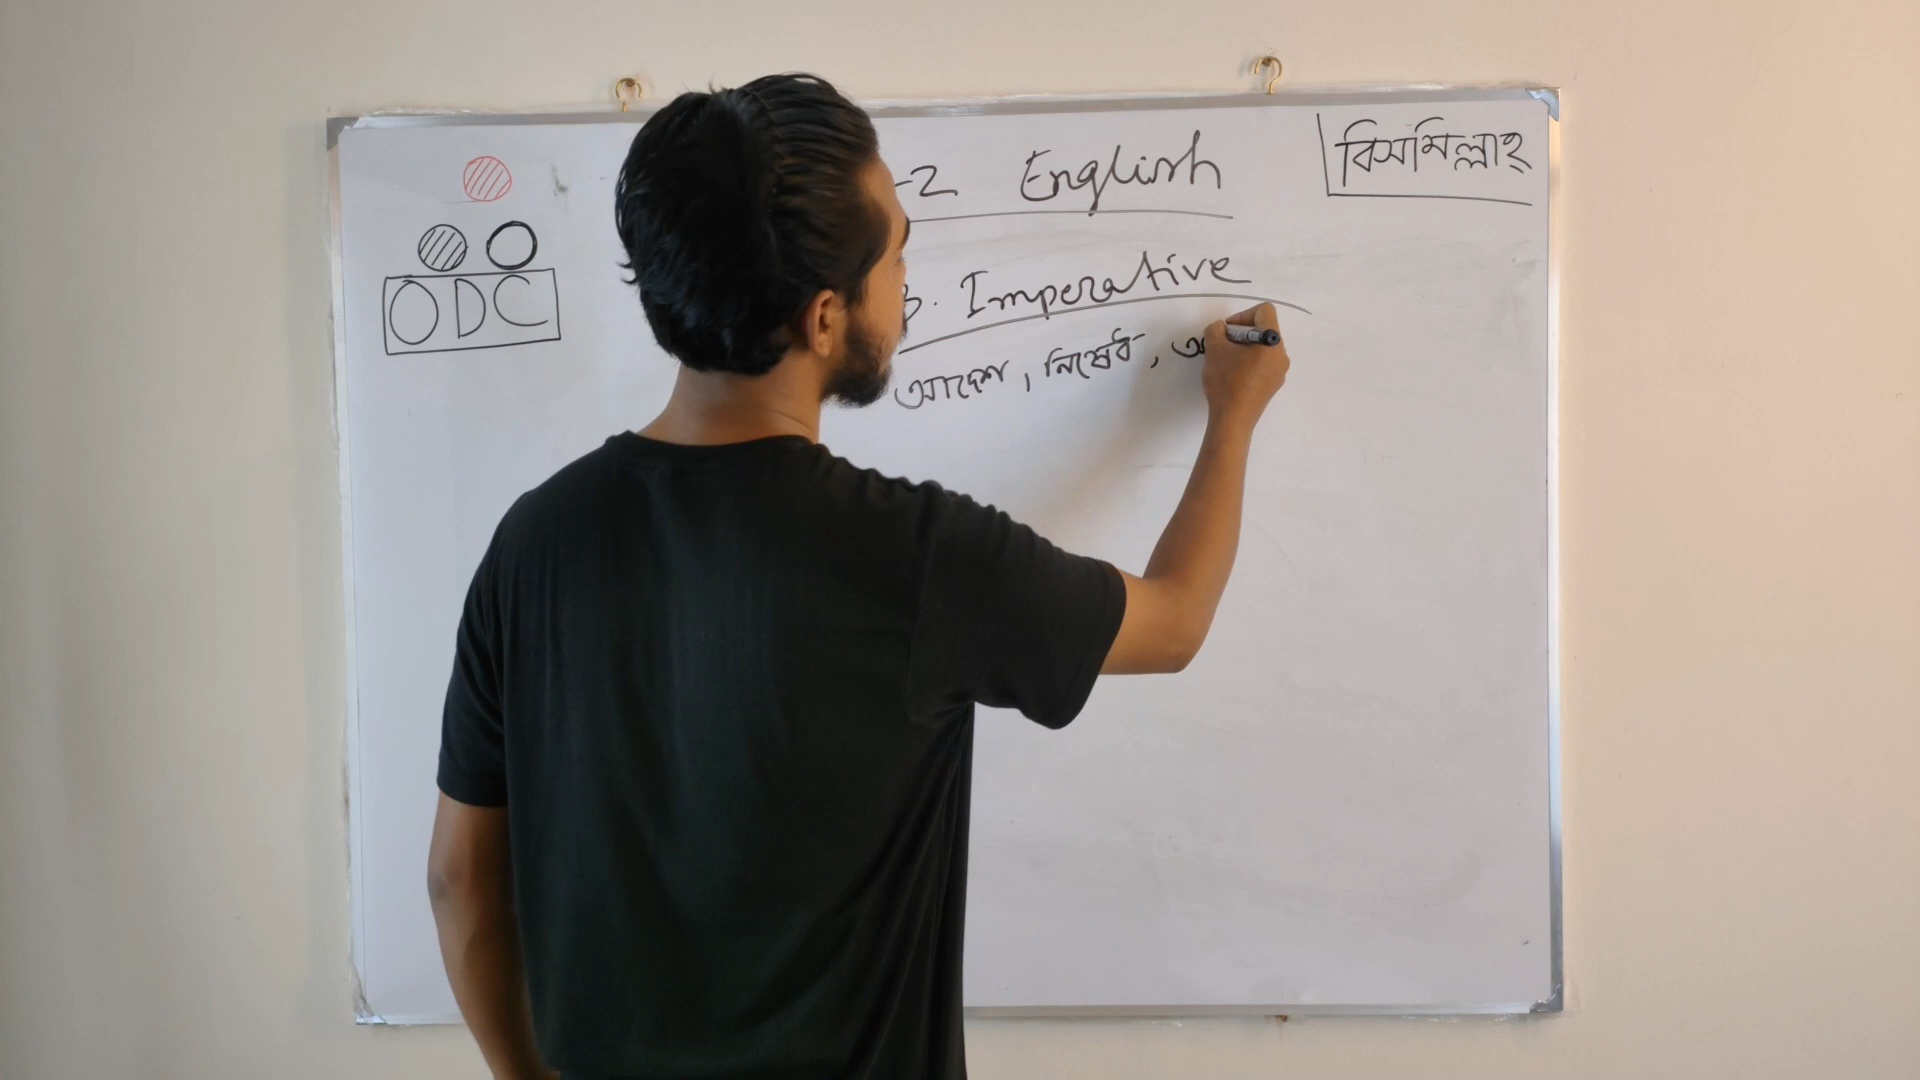 -2 English
বিসমিল্লাহ
ODC
3. Imperative
আদেশ, নিষেধ,